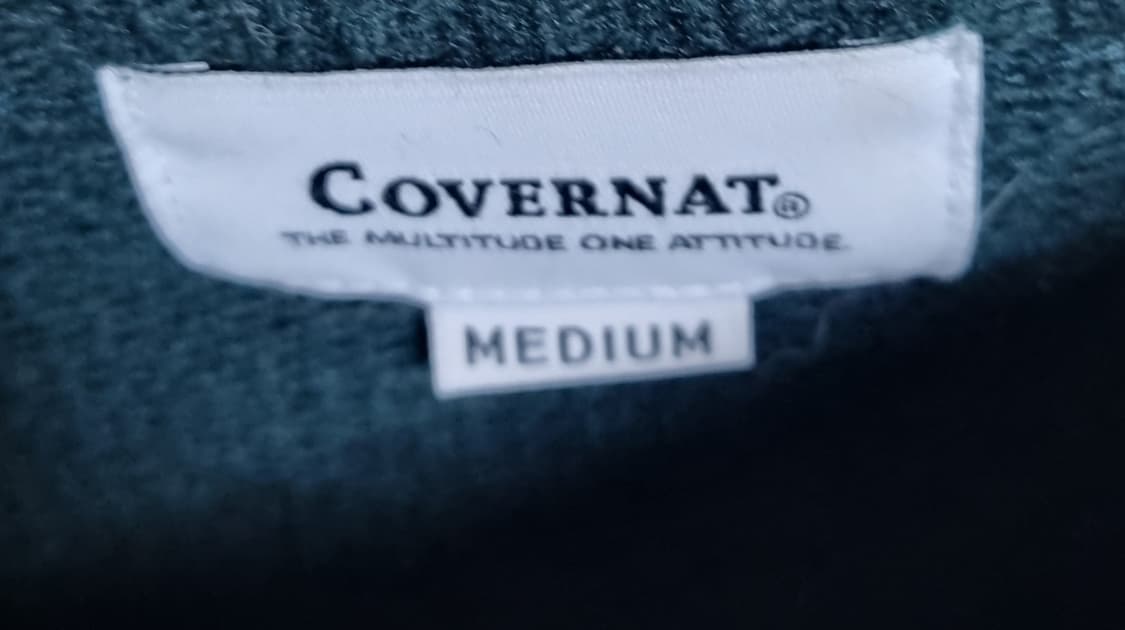 COVERNAT®
THE MULTITUDE ONE ATTITUDE.
MEDIUM